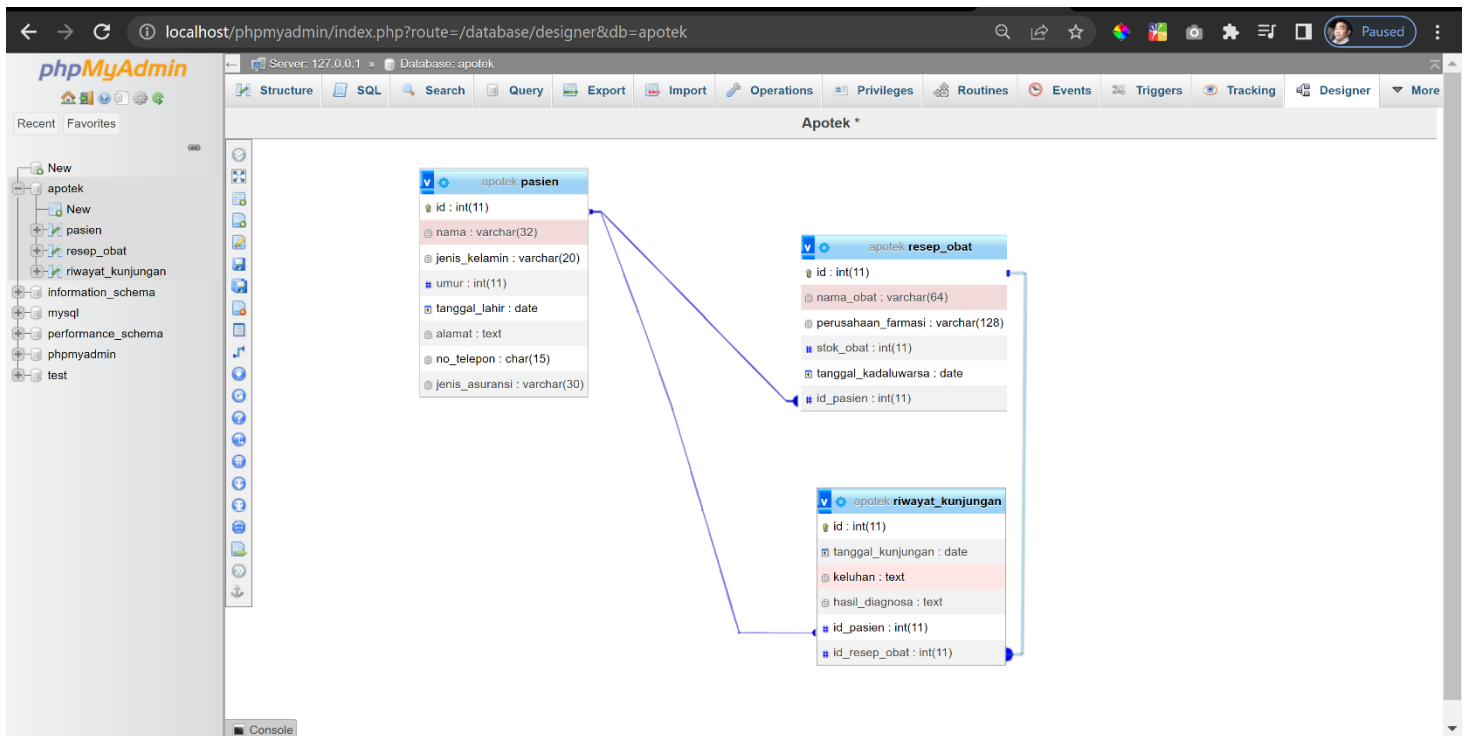 localhost/phpmyadmin/index.php?route=/database/designer&db=apotek
Paused
phpMyAdmin
Recent Favorites
New
apotek
New
pasien
resep_obat
riwayat_kunjungan
information_schema
mysql
performance_schema
phpmyadmin
test
Server: 127.0.0.1 » Database: apotek
Structure SQL Search Query Export Import Operations Privileges Routines Events Triggers Tracking Designer More
Apotek *
v apotek pasien
id : int(11)
nama : varchar(32)
jenis_kelamin : varchar(20)
# umur : int(11)
tanggal_lahir : date
alamat : text
no_telepon : char(15)
jenis_asuransi : varchar(30)
v apotek resep_obat
id : int(11)
nama_obat : varchar(64)
perusahaan_farmasi : varchar(128)
# stok_obat : int(11)
tanggal_kadaluwarsa : date
# id_pasien : int(11)
v apotek riwayat_kunjungan
id : int(11)
tanggal_kunjungan : date
keluhan : text
hasil_diagnosa : text
# id_pasien : int(11)
# id_resep_obat : int(11)
Console